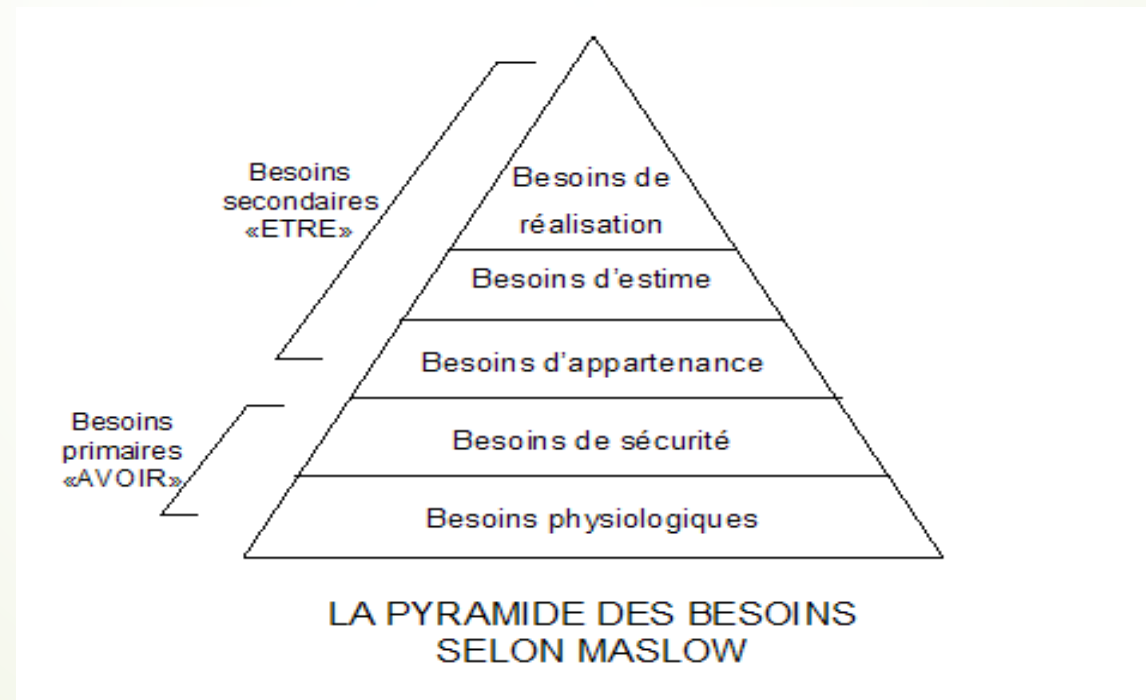 Besoins
secondaires
«ETRE»
Besoins de
réalisation
Besoins d'estime
Besoins d'appartenance
Besoins
primaires
«AVOIR»
Besoins de sécurité
Besoins physiologiques
LA PYRAMIDE DES BESOINS
SELON MASLOW